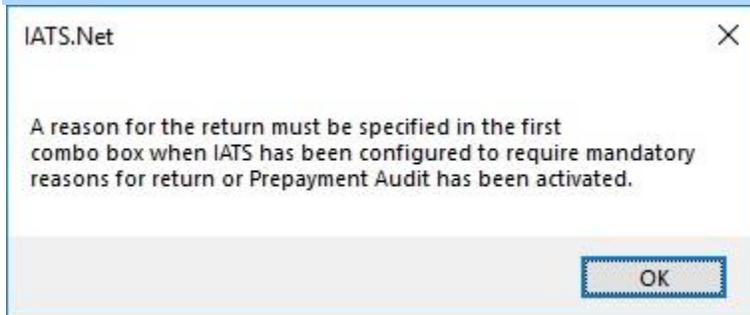 IATS.Net
A reason for the return must be specified in the first
combo box when IATS has been configured to require mandatory
reasons for return or Prepayment Audit has been activated.
OK